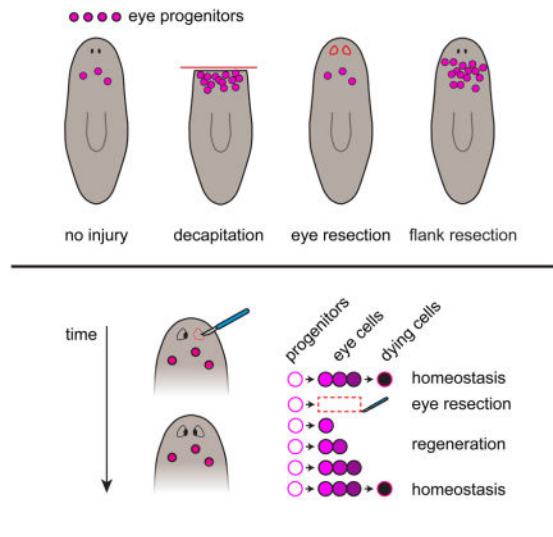 eye progenitors
no injury
decapitation
eye resection
flank resection
time
progenitors
eye cells
dying cells
homeostasis
eye resection
regeneration
homeostasis